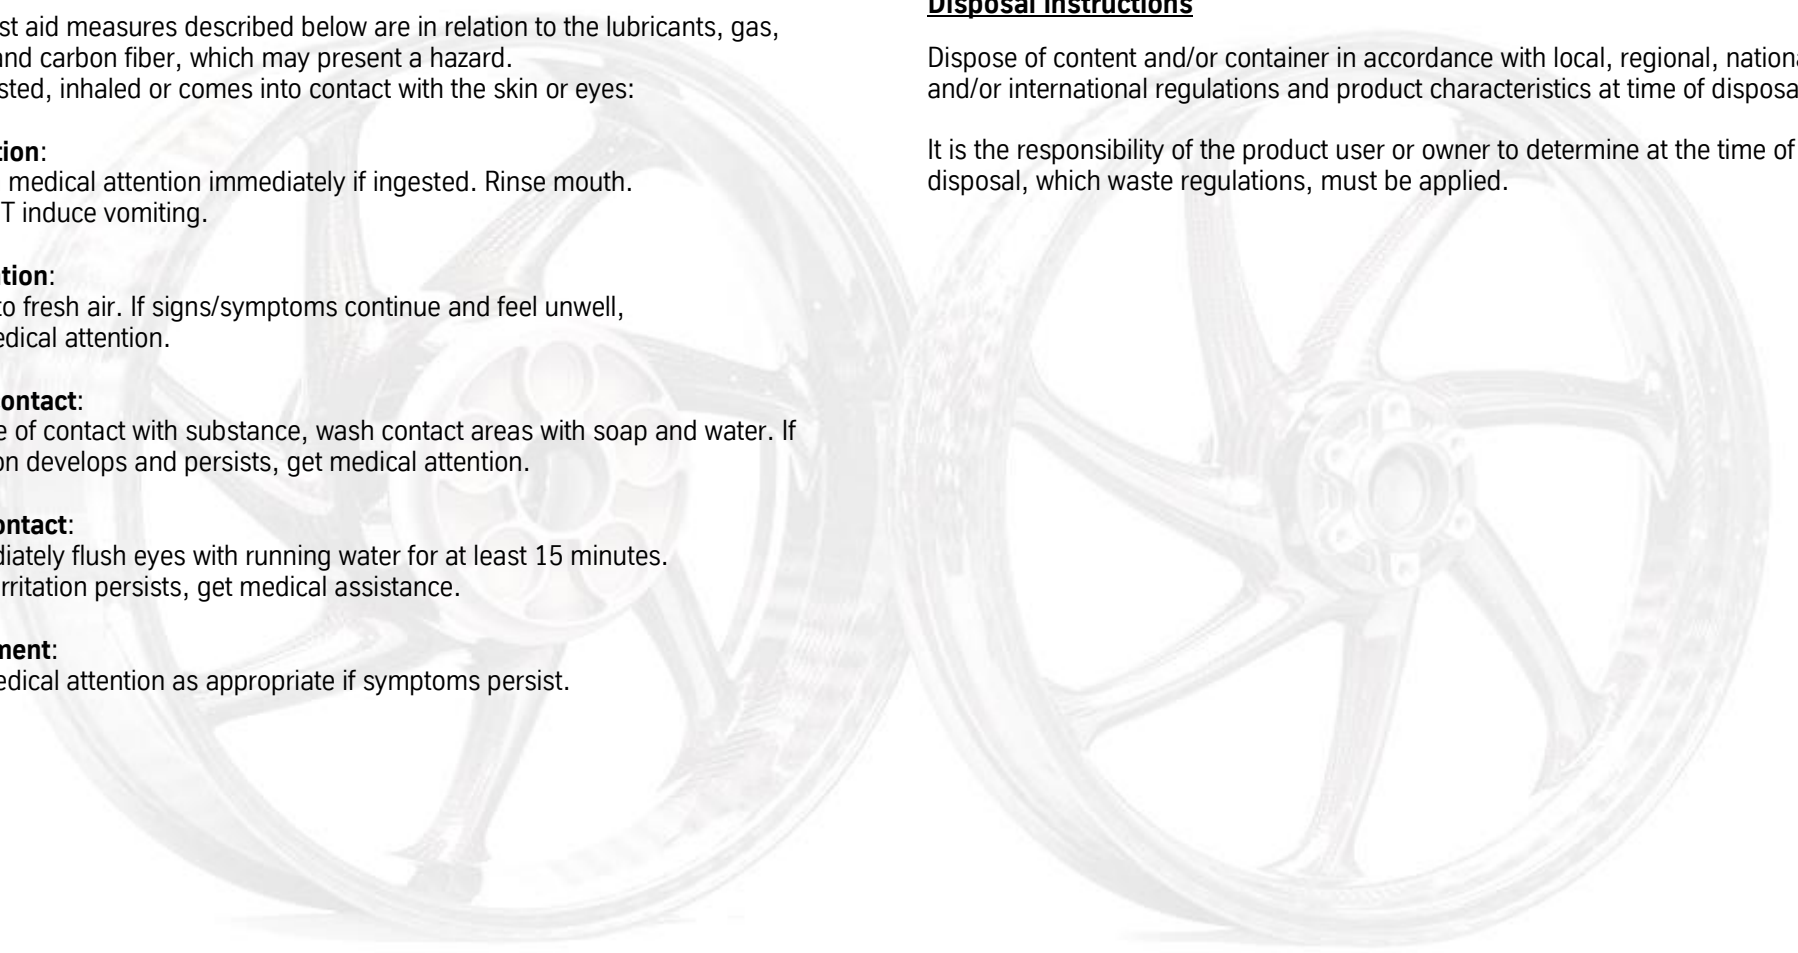 st aid measures described below are in relation to the lubricants, gas,
and carbon fiber, which may present a hazard.
sted, inhaled or comes into contact with the skin or eyes:
tion:
medical attention immediately if ingested. Rinse mouth.
T induce vomiting.
tion:
to fresh air. If signs/symptoms continue and feel unwell,
edical attention.
ontact:
e of contact with substance, wash contact areas with soap and water. If
on develops and persists, get medical attention.
ontact:
diately flush eyes with running water for at least 15 minutes.
rritation persists, get medical assistance.
ment:
edical attention as appropriate if symptoms persist.
Disposal instructions
Dispose of content and/or container in accordance with local, regional, nationa
and/or international regulations and product characteristics at time of disposa
It is the responsibility of the product user or owner to determine at the time of
disposal, which waste regulations, must be applied.